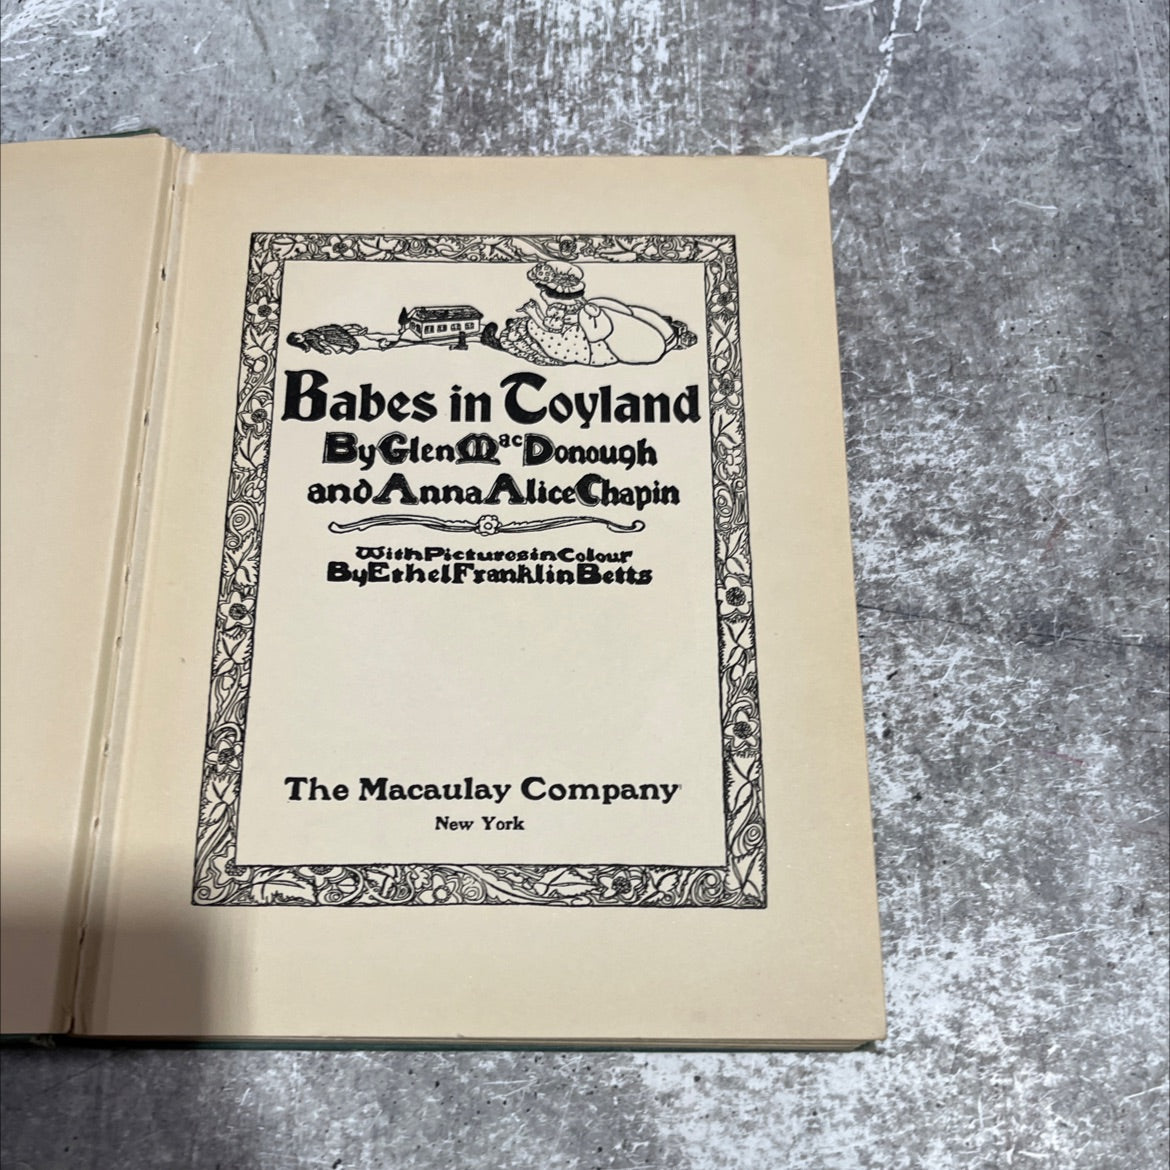 Babes in Toyland
By Glen MacDonough
and Anna Alice Chapin
With Pictures in Colour
By Ethel Franklin Betts
The Macaulay Company
New York